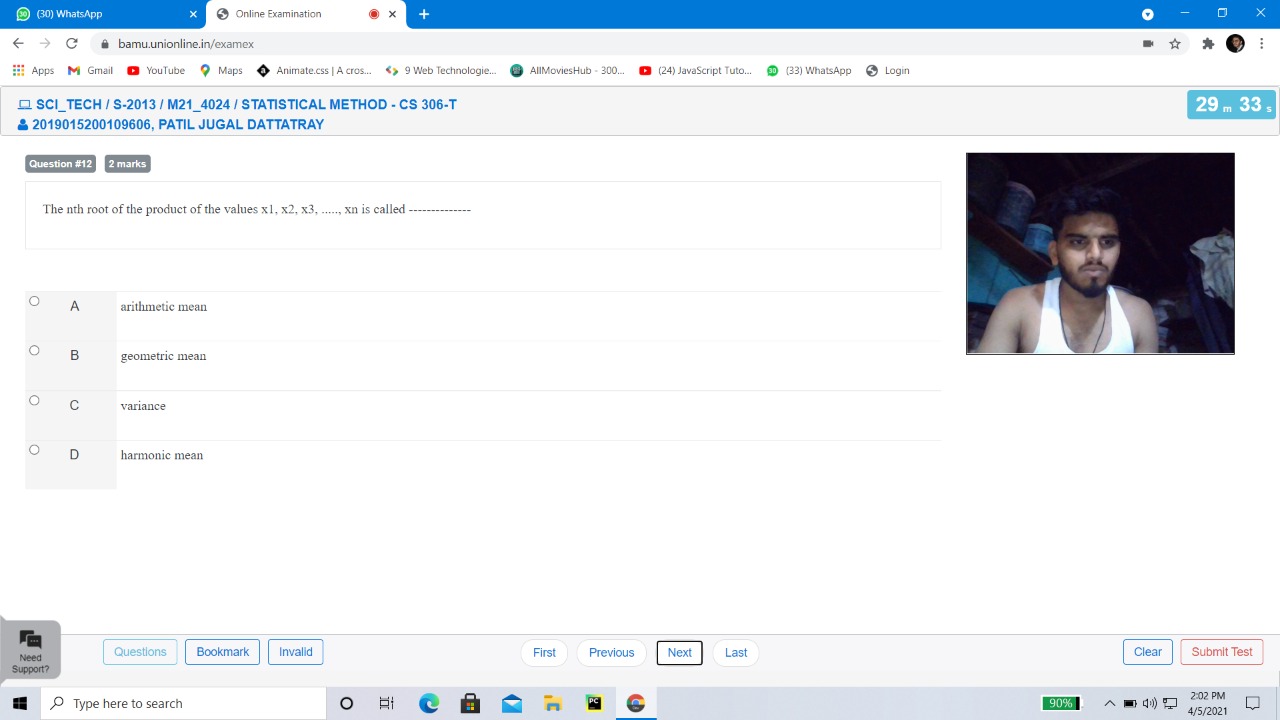 (30) WhatsApp
Online Examination
bamu.unionline.in/examex
Apps
Gmail
YouTube
Maps
Animate.css | A cros...
9 Web Technologie...
AllMoviesHub - 300...
(24) JavaScript Tuto...
(33) WhatsApp
Login
SCI_TECH / S-2013 / M21_4024 / STATISTICAL METHOD - CS 306-T
29 m 33 s
2019015200109606, PATIL JUGAL DATTATRAY
Question #12 2 marks
The nth root of the product of the values x1, x2, x3, ....., xn is called --------------
A arithmetic mean
B geometric mean
C variance
D harmonic mean
Need
Support?
Questions
Bookmark
Invalid
First
Previous
Next
Last
Clear
Submit Test
Type here to search
PC
90%
2:02 PM
4/5/2021